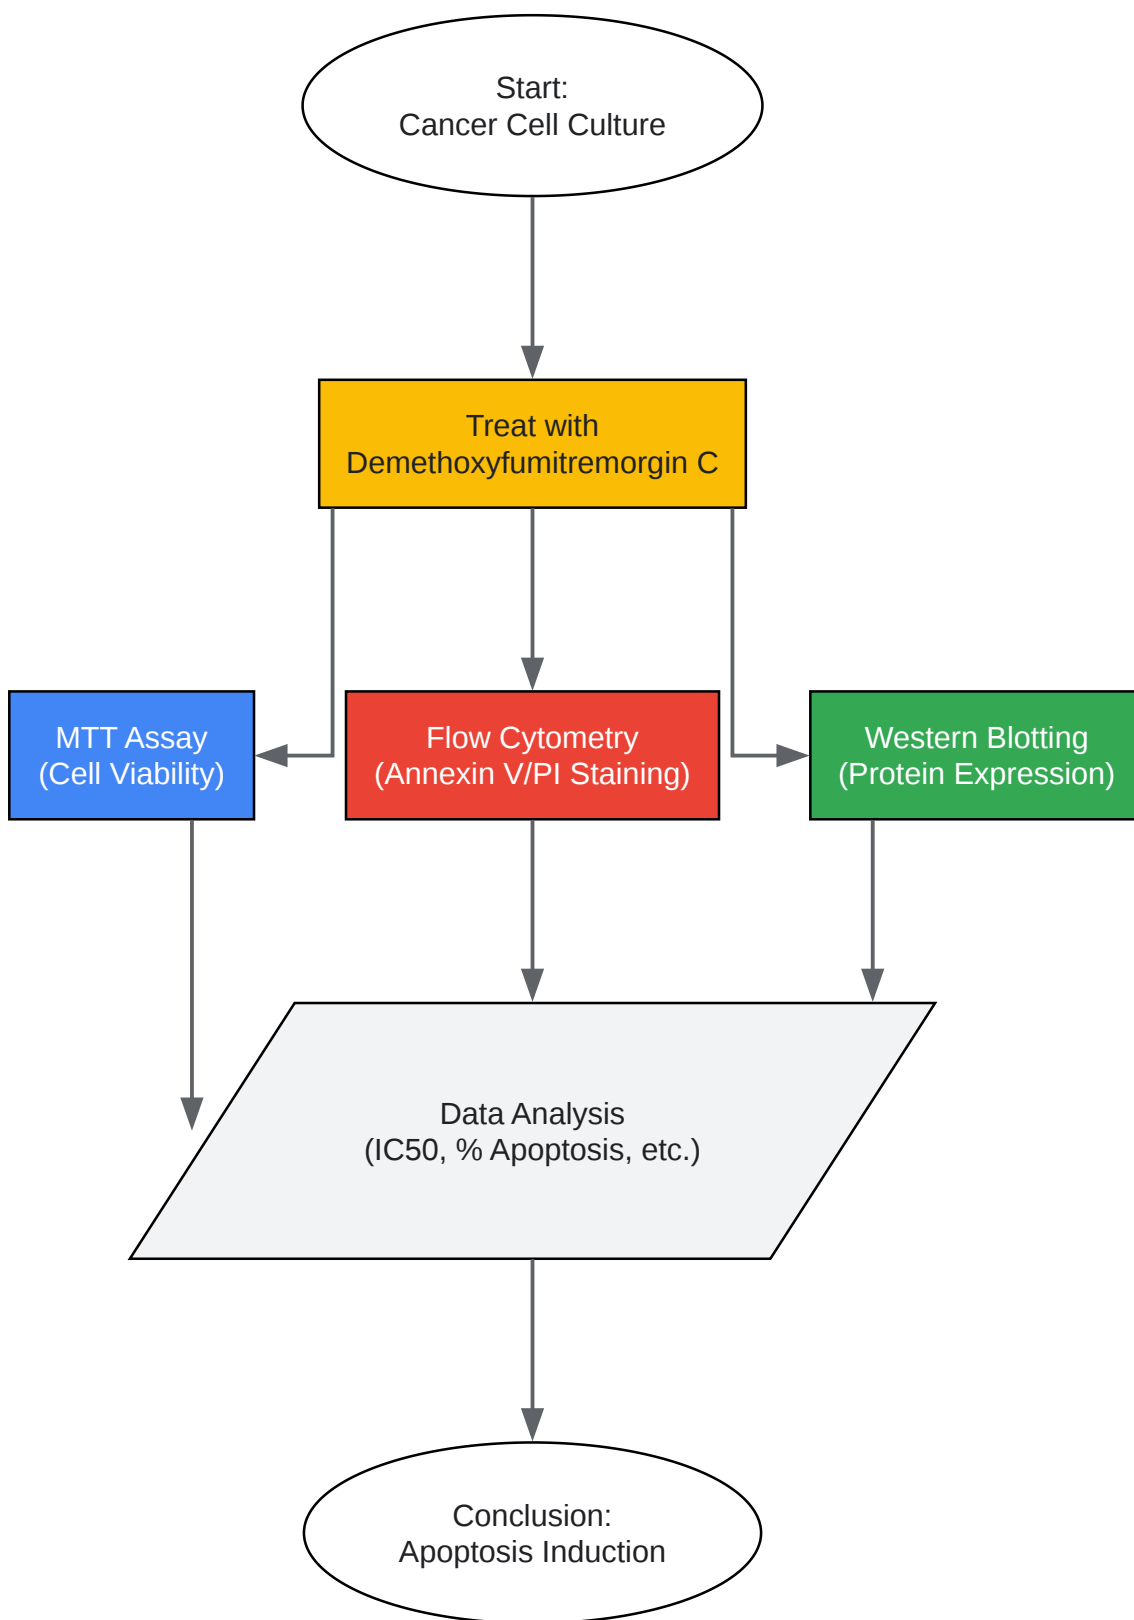 Start:
Cancer Cell Culture
Treat with
Demethoxyfumitremorgin C
MTT Assay
(Cell Viability)
Flow Cytometry
(Annexin V/PI Staining)
Western Blotting
(Protein Expression)
Data Analysis
(IC50, % Apoptosis, etc.)
Conclusion:
Apoptosis Induction